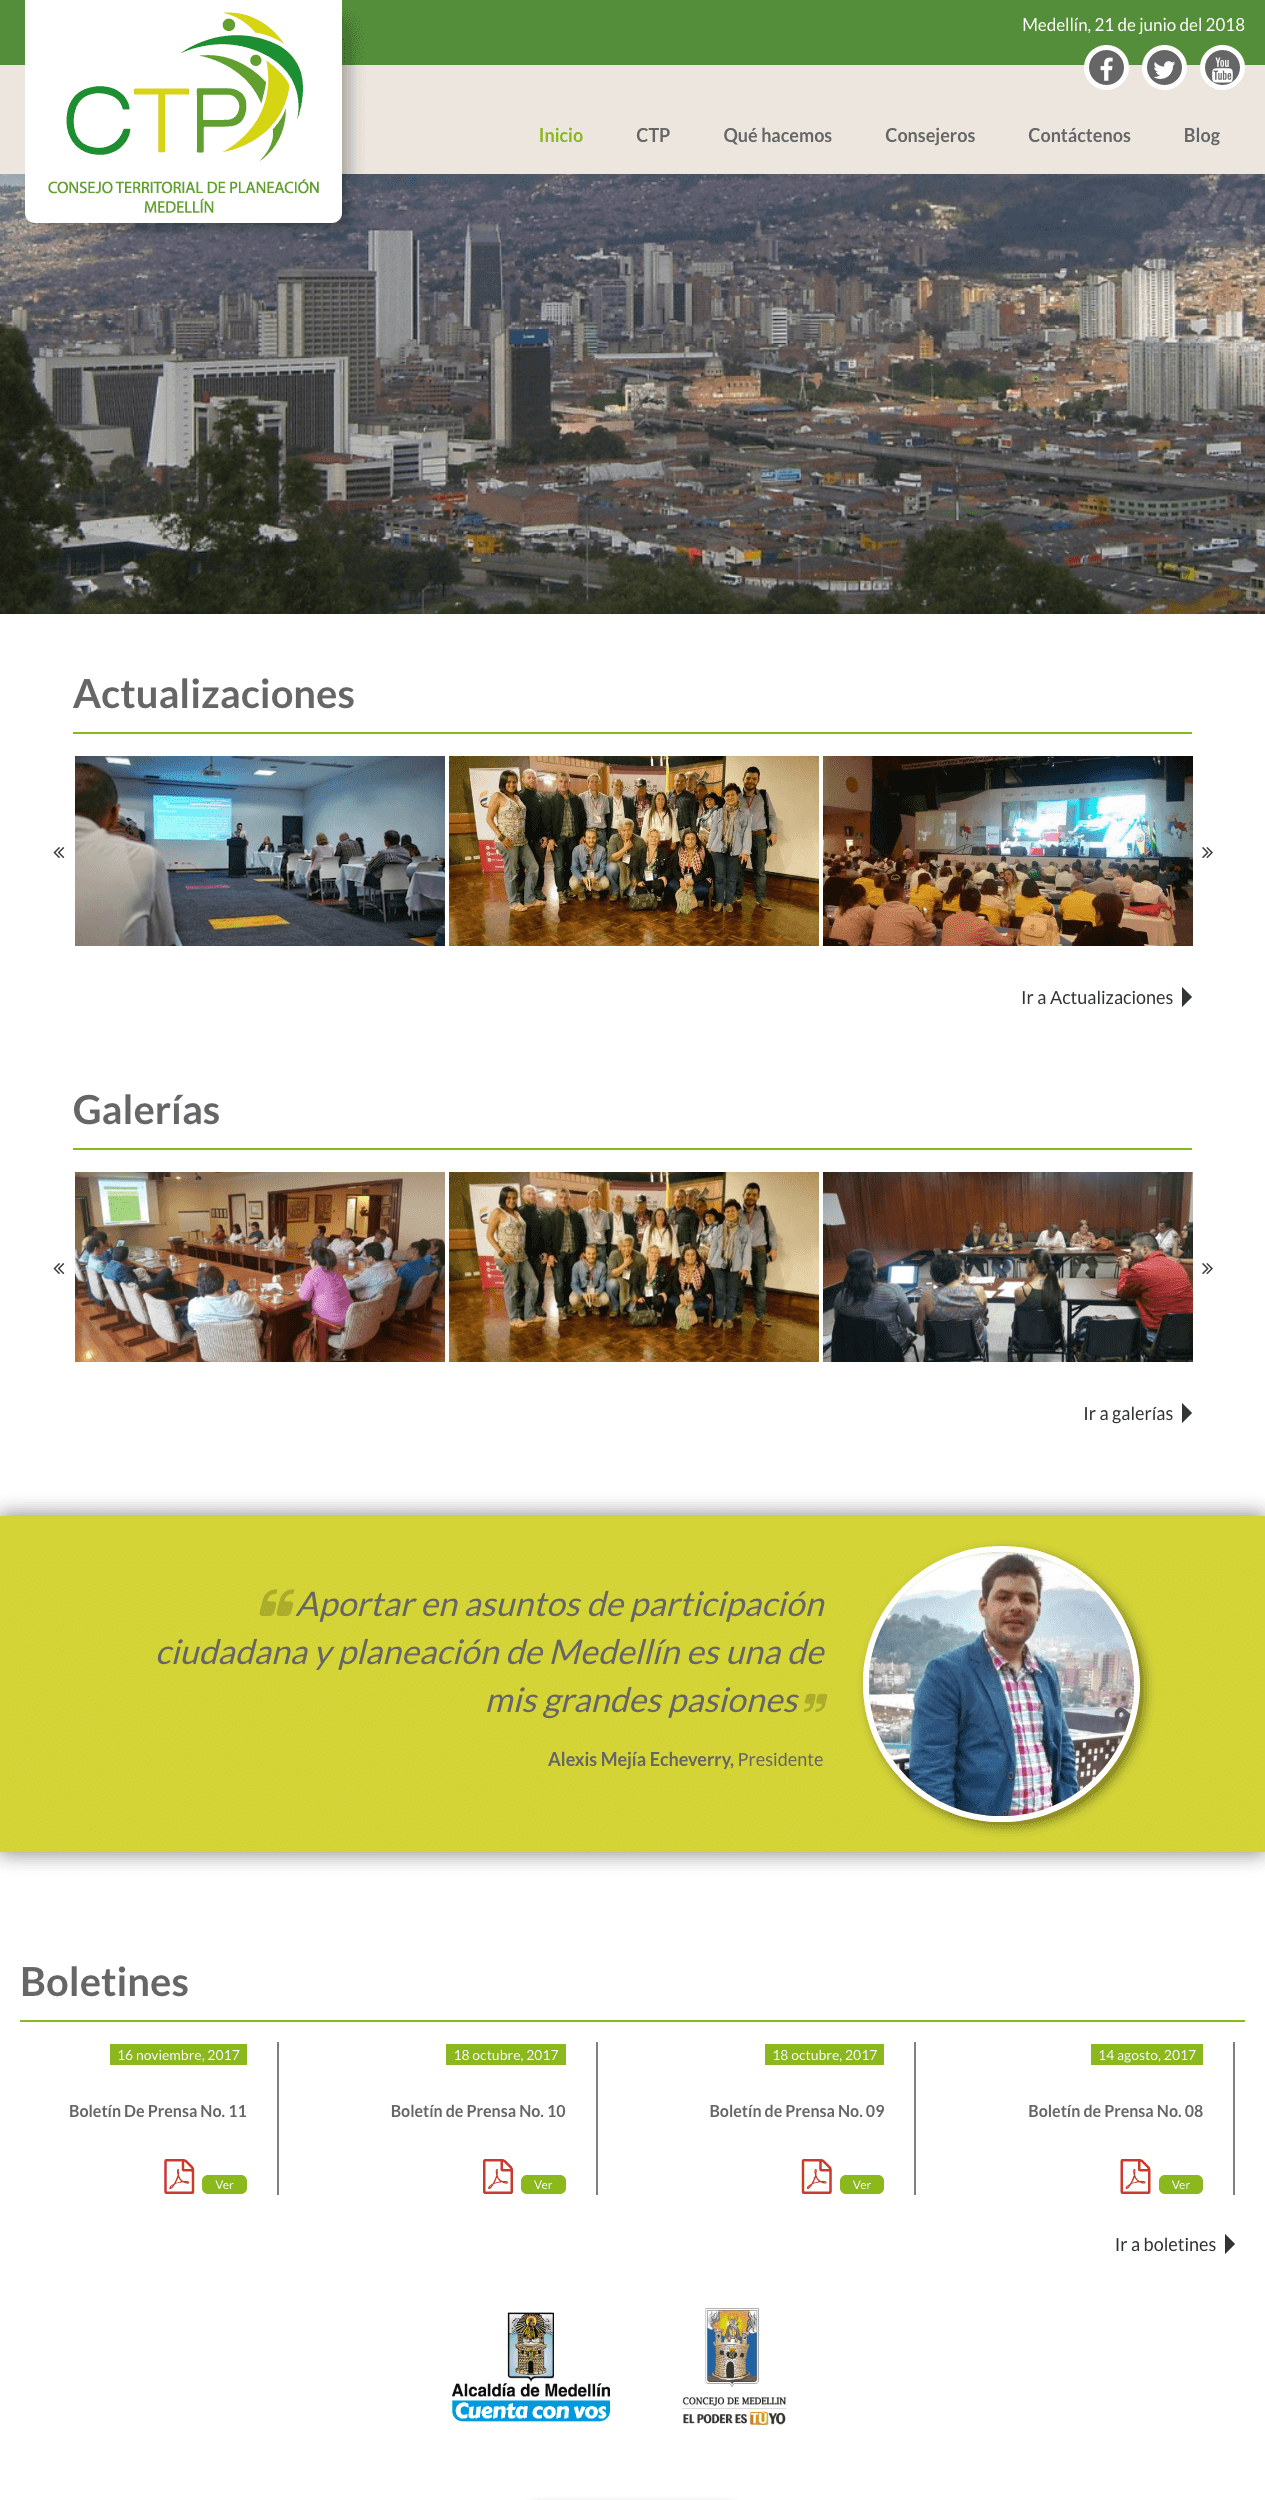 Medellín, 21 de junio del 2018
CTP
CONSEJO TERRITORIAL DE PLANEACIÓN
MEDELLÍN
You
Tube
Inicio CTP Qué hacemos Consejeros Contáctenos Blog
Actualizaciones
«
»
Ir a Actualizaciones
Galerías
«
»
Ir a galerías
“Aportar en asuntos de participación
ciudadana y planeación de Medellín es una de
mis grandes pasiones”
Alexis Mejía Echeverry, Presidente
Boletines
16 noviembre, 2017
Boletín De Prensa No. 11
Ver
18 octubre, 2017
Boletín de Prensa No. 10
Ver
18 octubre, 2017
Boletín de Prensa No. 09
Ver
14 agosto, 2017
Boletín de Prensa No. 08
Ver
Ir a boletines
Alcaldía de Medellín
Cuenta con vos
CONCEJO DE MEDELLIN
EL PODER ES TUYO